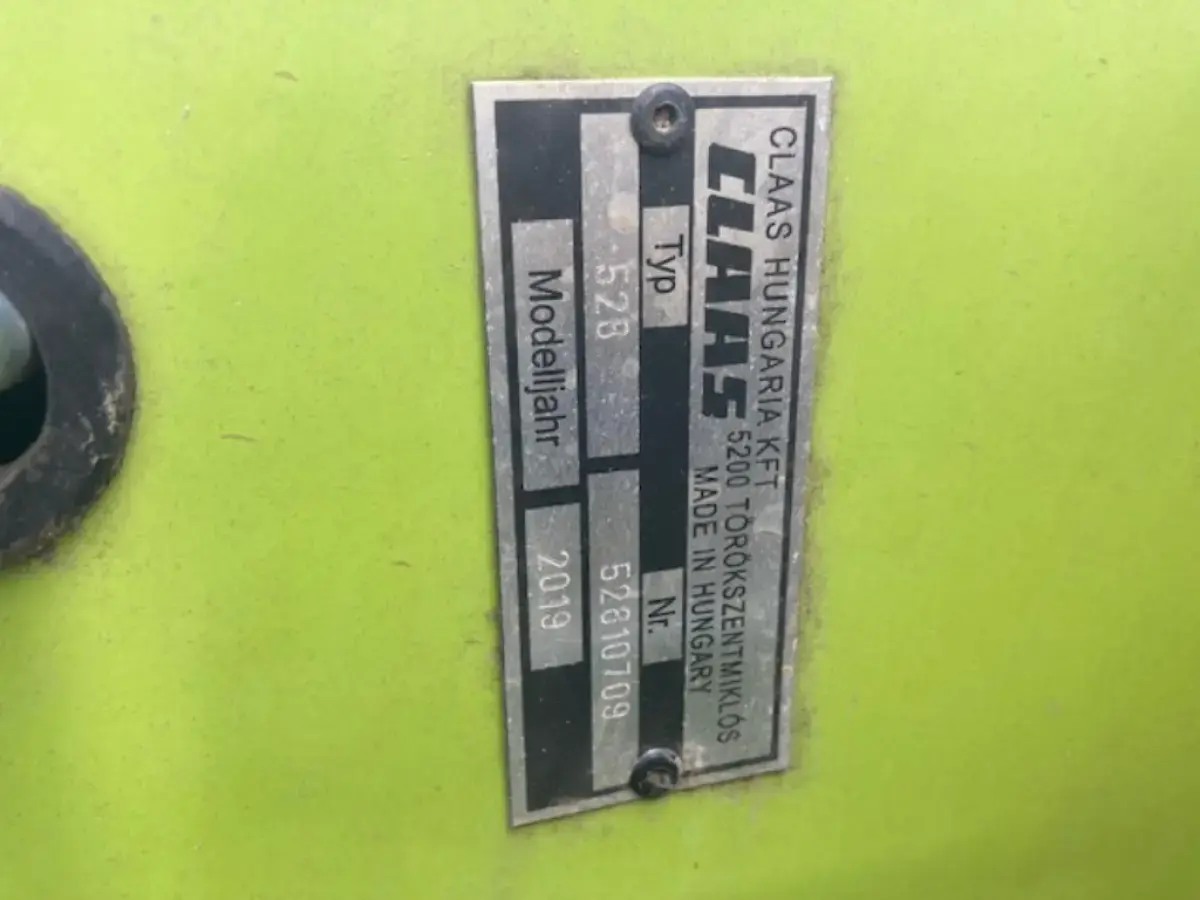 CLAAS HUNGARIA KFT
CLAAS 5200 TÖRÖKSZENTMIKLÓS
MADE IN HUNGARY
Typ Nr.
528 52810709
Modelljahr 2019